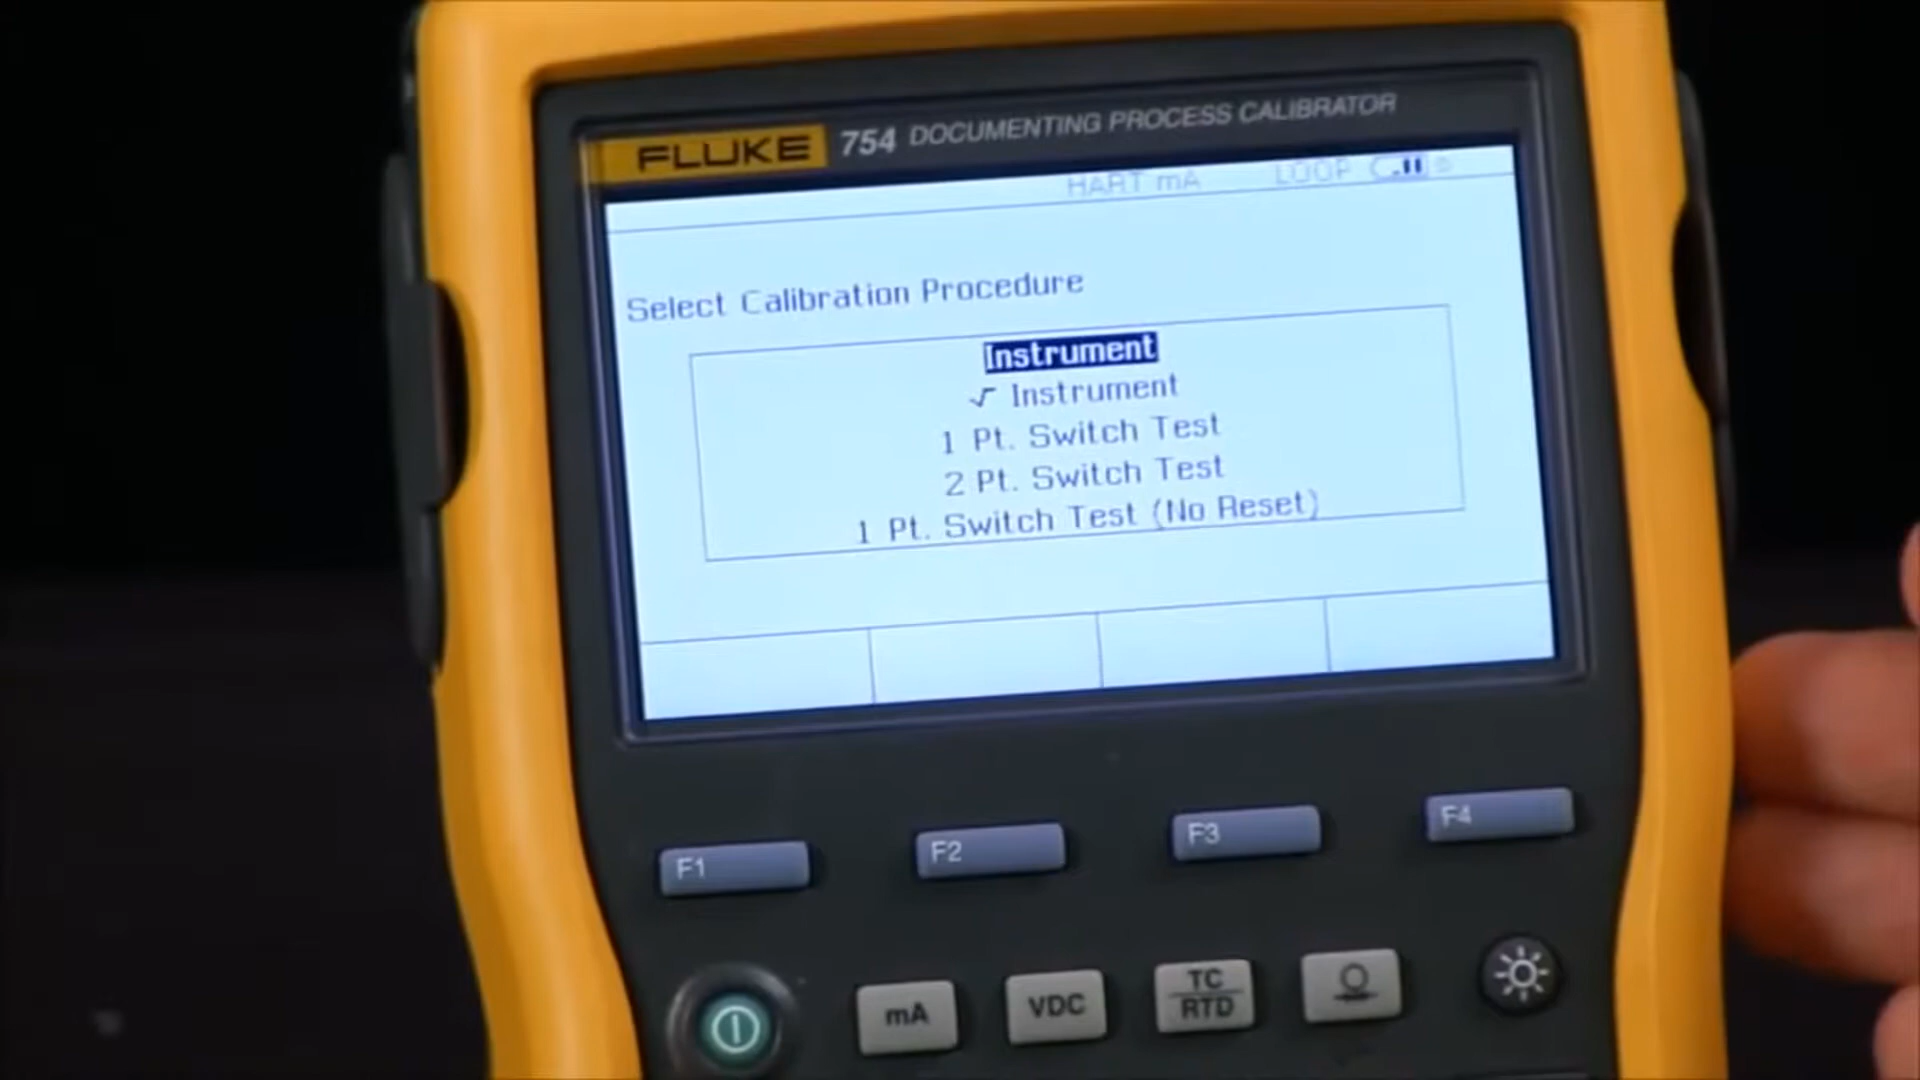 FLUKE 754 DOCUMENTING PROCESS CALIBRATOR
HART mA LOOP
Select Calibration Procedure
Instrument
√ Instrument
1 Pt. Switch Test
2 Pt. Switch Test
1 Pt. Switch Test (No Reset)
F1 F2 F3 F4
mA VDC TC RTD